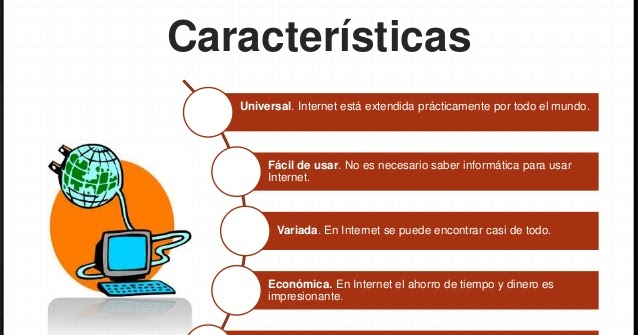 Características
Universal. Internet está extendida prácticamente por todo el mundo.
Fácil de usar. No es necesario saber informática para usar
Internet.
Variada. En Internet se puede encontrar casi de todo.
Económica. En Internet el ahorro de tiempo y dinero es
impresionante.